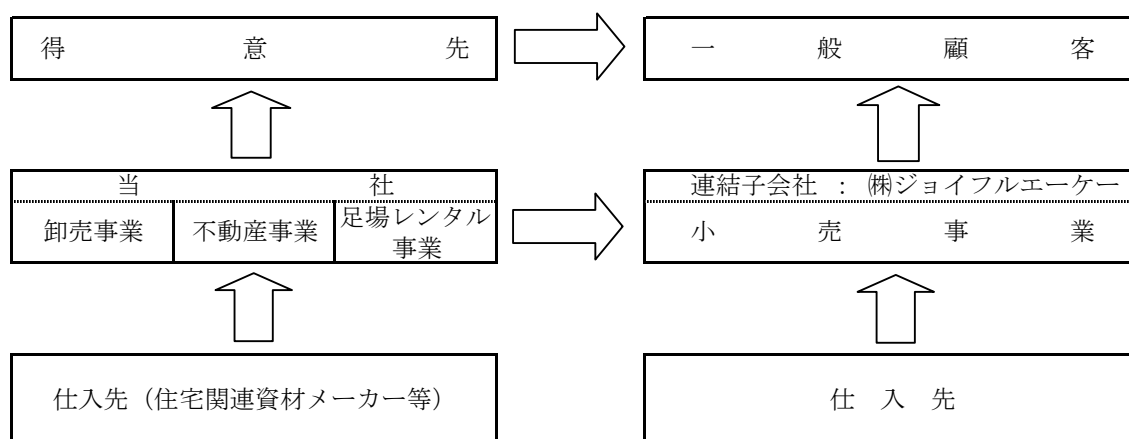 得意先
一般顧客
当社
連結子会社 : ㈱ジョイフルエーケー
卸売事業
不動産事業
足場レンタル
事業
小売事業
仕入先（住宅関連資材メーカー等）
仕入先